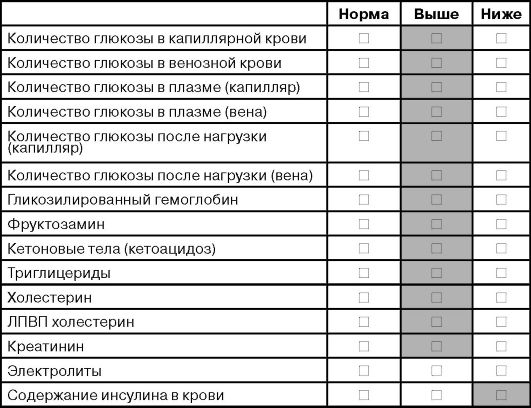 Норма Выше Ниже
Количество глюкозы в капиллярной крови □ □ □
Количество глюкозы в венозной крови □ □ □
Количество глюкозы в плазме (капилляр) □ □ □
Количество глюкозы в плазме (вена) □ □ □
Количество глюкозы после нагрузки
(капилляр) □ □ □
Количество глюкозы после нагрузки (вена) □ □ □
Гликозилированный гемоглобин □ □ □
Фруктозамин □ □ □
Кетоновые тела (кетоацидоз) □ □ □
Триглицериды □ □ □
Холестерин □ □ □
ЛПВП холестерин □ □ □
Креатинин □ □ □
Электролиты □ □ □
Содержание инсулина в крови □ □ □